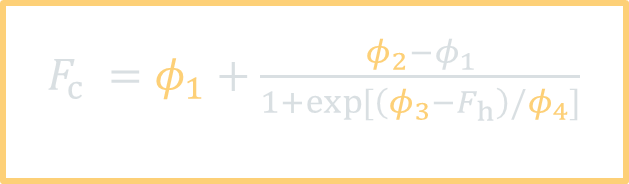 F_c = ϕ_1 + (ϕ_2−ϕ_1)/(1+exp[(ϕ_3−F_h)/ϕ_4])